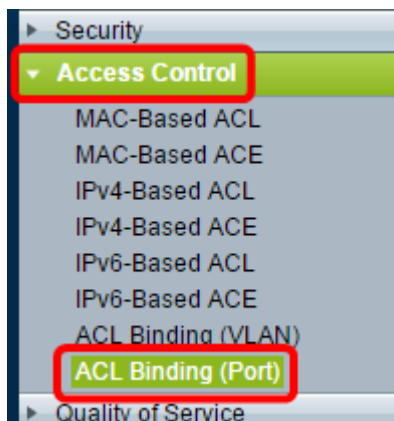 Security
Access Control
MAC-Based ACL
MAC-Based ACE
IPv4-Based ACL
IPv4-Based ACE
IPv6-Based ACL
IPv6-Based ACE
ACL Binding (VLAN)
ACL Binding (Port)
Quality of Service